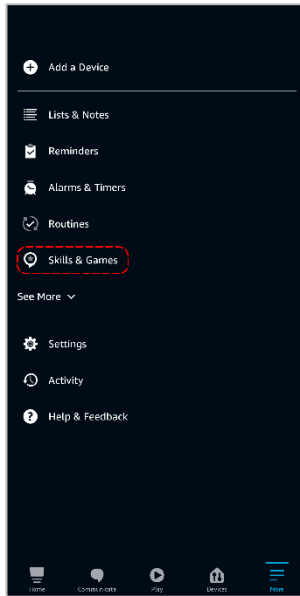 Add a Device
Lists & Notes
Reminders
Alarms & Timers
Routines
Skills & Games
See More
Settings
Activity
Help & Feedback
Home
Communicate
Play
Devices
More